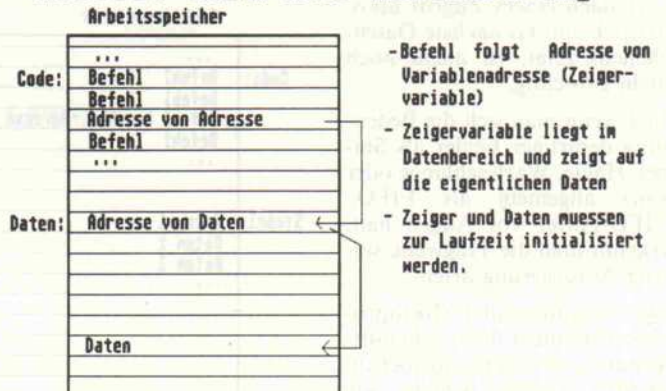 Arbeitsspeicher
...
Code: Befehl
Befehl
Adresse von Adresse
Befehl
...
Daten: Adresse von Daten
Daten
- Befehl folgt Adresse von
Variablenadresse (Zeiger-
variable)
- Zeigervariable liegt im
Datenbereich und zeigt auf
die eigentlichen Daten
- Zeiger und Daten muessen
zur Laufzeit initialisiert
werden.